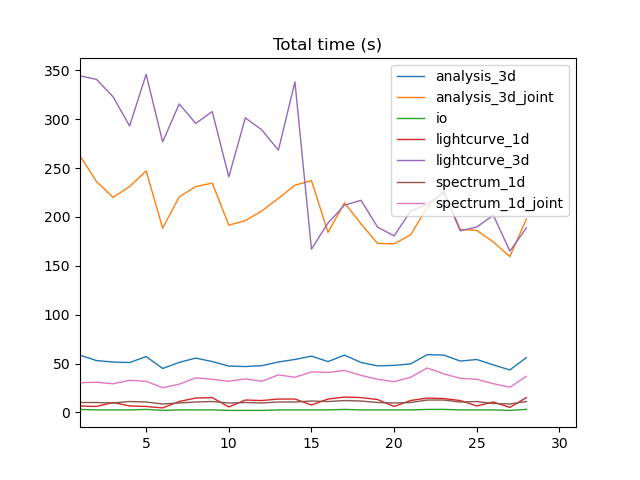 Total time (s)
350
300
250
200
150
100
50
0
5
10
15
20
25
30
analysis_3d
analysis_3d_joint
io
lightcurve_1d
lightcurve_3d
spectrum_1d
spectrum_1d_joint